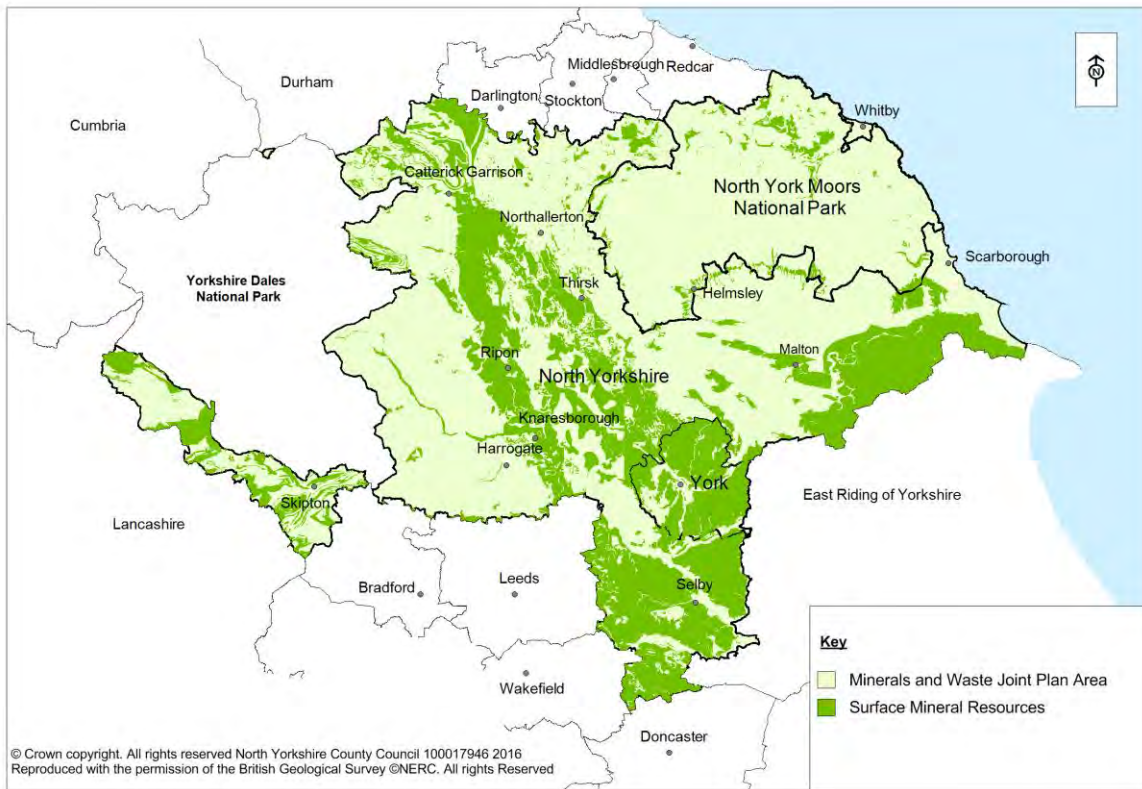 Middlesbrough
Redcar
Durham
Darlington
Stockton
N
Cumbria
Whitby
Catterick Garrison
North York Moors
National Park
Northallerton
Scarborough
Yorkshire Dales
National Park
Thirsk
Helmsley
Malton
Ripon
North Yorkshire
Knaresborough
Harrogate
York
Skipton
East Riding of Yorkshire
Lancashire
Bradford
Leeds
Selby
Wakefield
Doncaster
Key
Minerals and Waste Joint Plan Area
Surface Mineral Resources
© Crown copyright. All rights reserved North Yorkshire County Council 100017946 2016
Reproduced with the permission of the British Geological Survey ©NERC. All rights Reserved